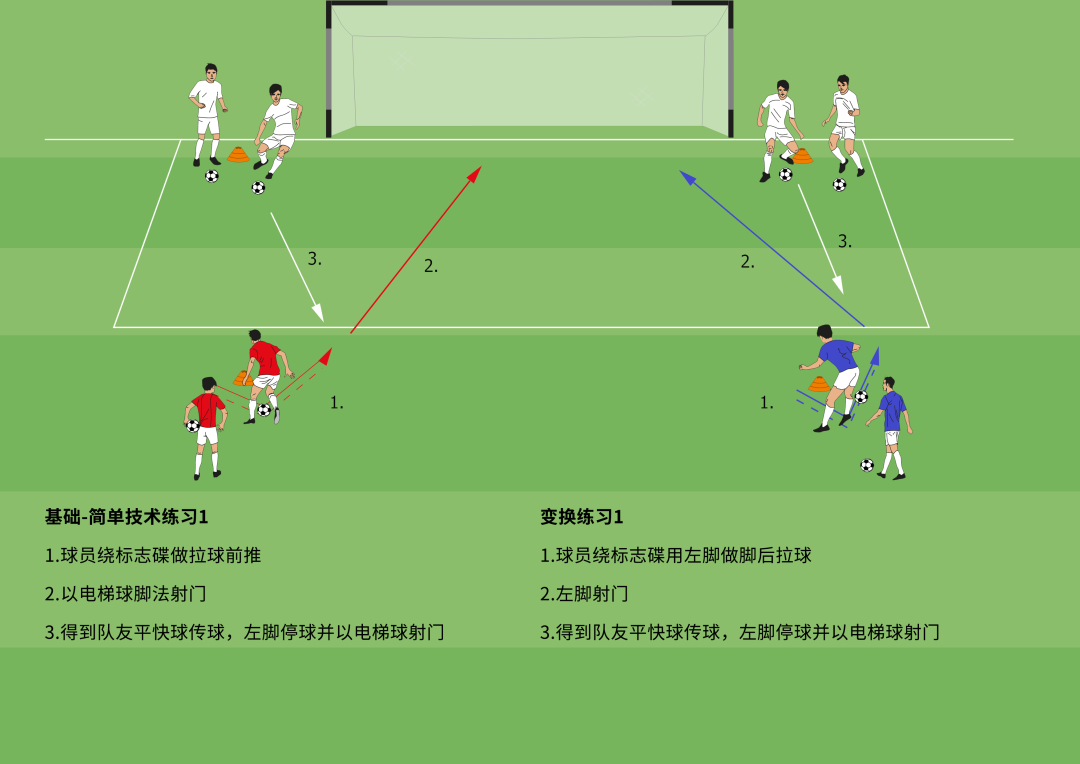 3.
2.
2.
3.
1.
1.
基础-简单技术练习1
1.球员绕标志碟做拉球前推
2.以电梯球脚法射门
3.得到队友平快球传球，左脚停球并以电梯球射门
变换练习1
1.球员绕标志碟用左脚做脚后拉球
2.左脚射门
3.得到队友平快球传球，左脚停球并以电梯球射门